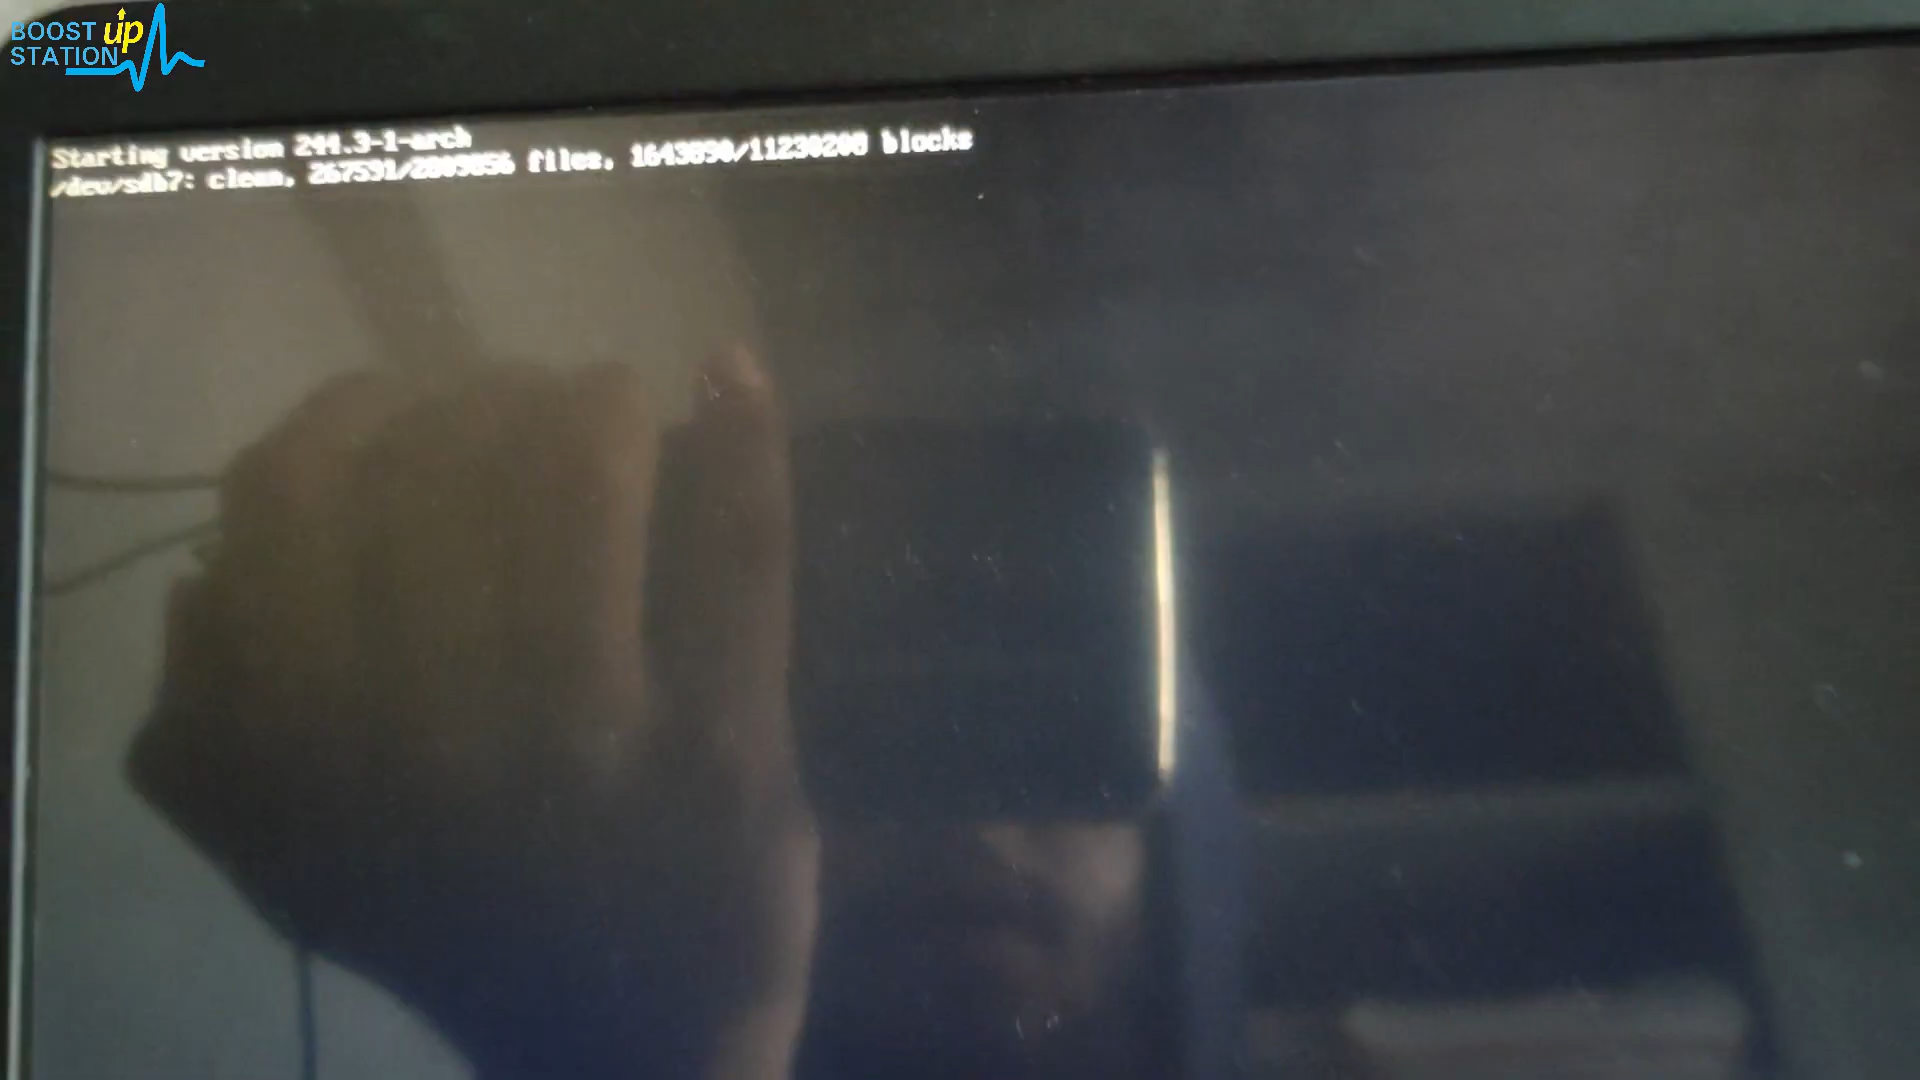 BOOST up
STATION
Starting version 244.3-1-arch
/dev/sdb7: clean, 267591/2809856 files, 1643890/11230208 blocks